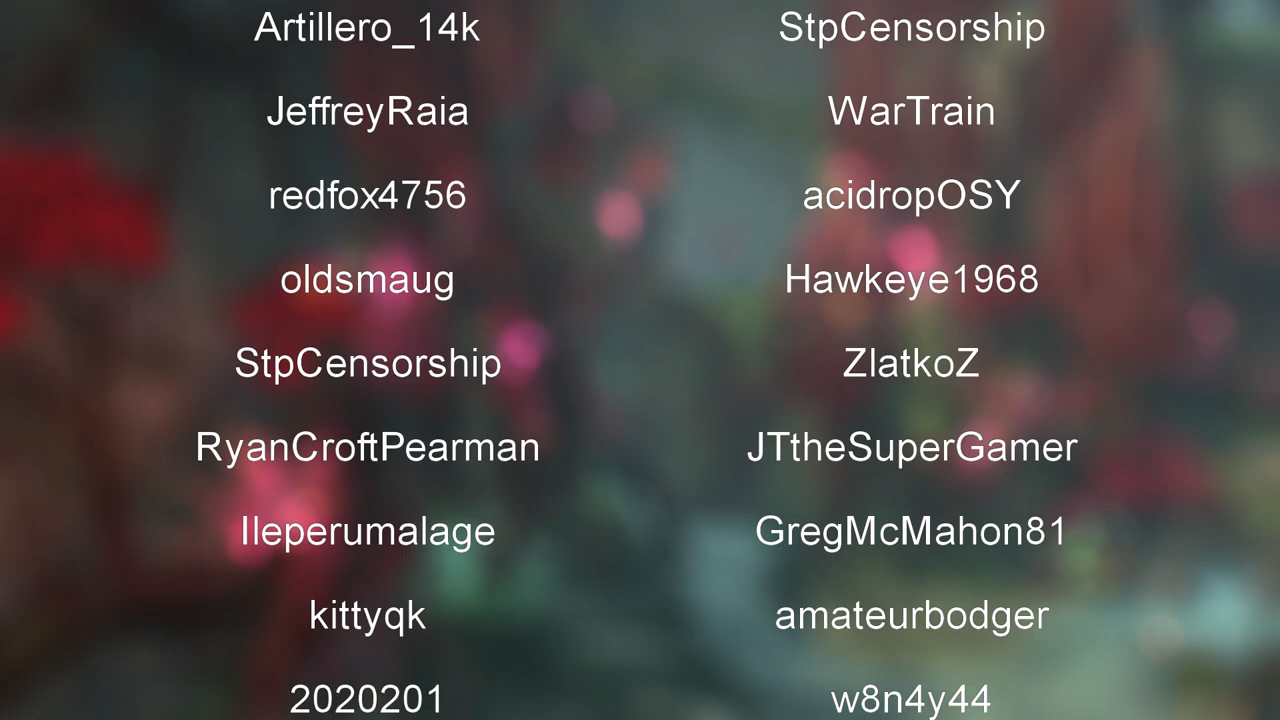 Artillero_14k StpCensorship
JeffreyRaia WarTrain
redfox4756 acidropOSY
oldsmaug Hawkeye1968
StpCensorship ZlatkoZ
RyanCroftPearman JTtheSuperGamer
Ileperumalage GregMcMahon81
kittyqk amateurbodger
2020201 w8n4y44